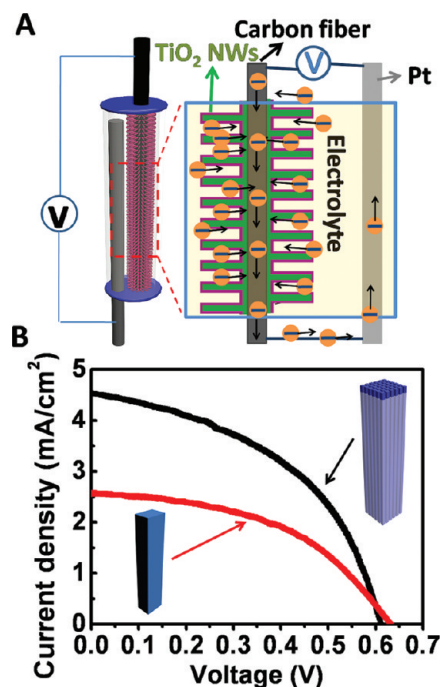 A
Carbon fiber
TiO2 NWs
V
Pt
V
Electrolyte
B
5
4
3
2
1
0
Current density (mA/cm2)
0.0 0.1 0.2 0.3 0.4 0.5 0.6 0.7
Voltage (V)